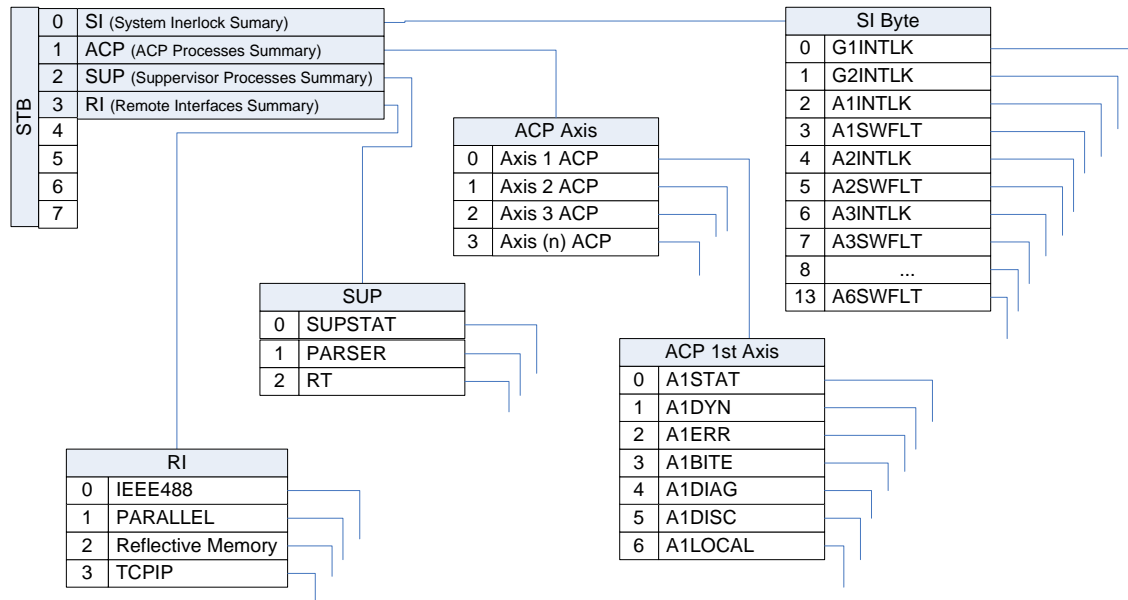 STB
0 SI (System Inerlock Sumary)
1 ACP (ACP Processes Summary)
2 SUP (Suppervisor Processes Summary)
3 RI (Remote Interfaces Summary)
4
5
6
7
SI Byte
0 G1INTLK
1 G2INTLK
2 A1INTLK
3 A1SWFLT
4 A2INTLK
5 A2SWFLT
6 A3INTLK
7 A3SWFLT
8 ...
13 A6SWFLT
ACP Axis
0 Axis 1 ACP
1 Axis 2 ACP
2 Axis 3 ACP
3 Axis (n) ACP
SUP
0 SUPSTAT
1 PARSER
2 RT
ACP 1st Axis
0 A1STAT
1 A1DYN
2 A1ERR
3 A1BITE
4 A1DIAG
5 A1DISC
6 A1LOCAL
RI
0 IEEE488
1 PARALLEL
2 Reflective Memory
3 TCPIP